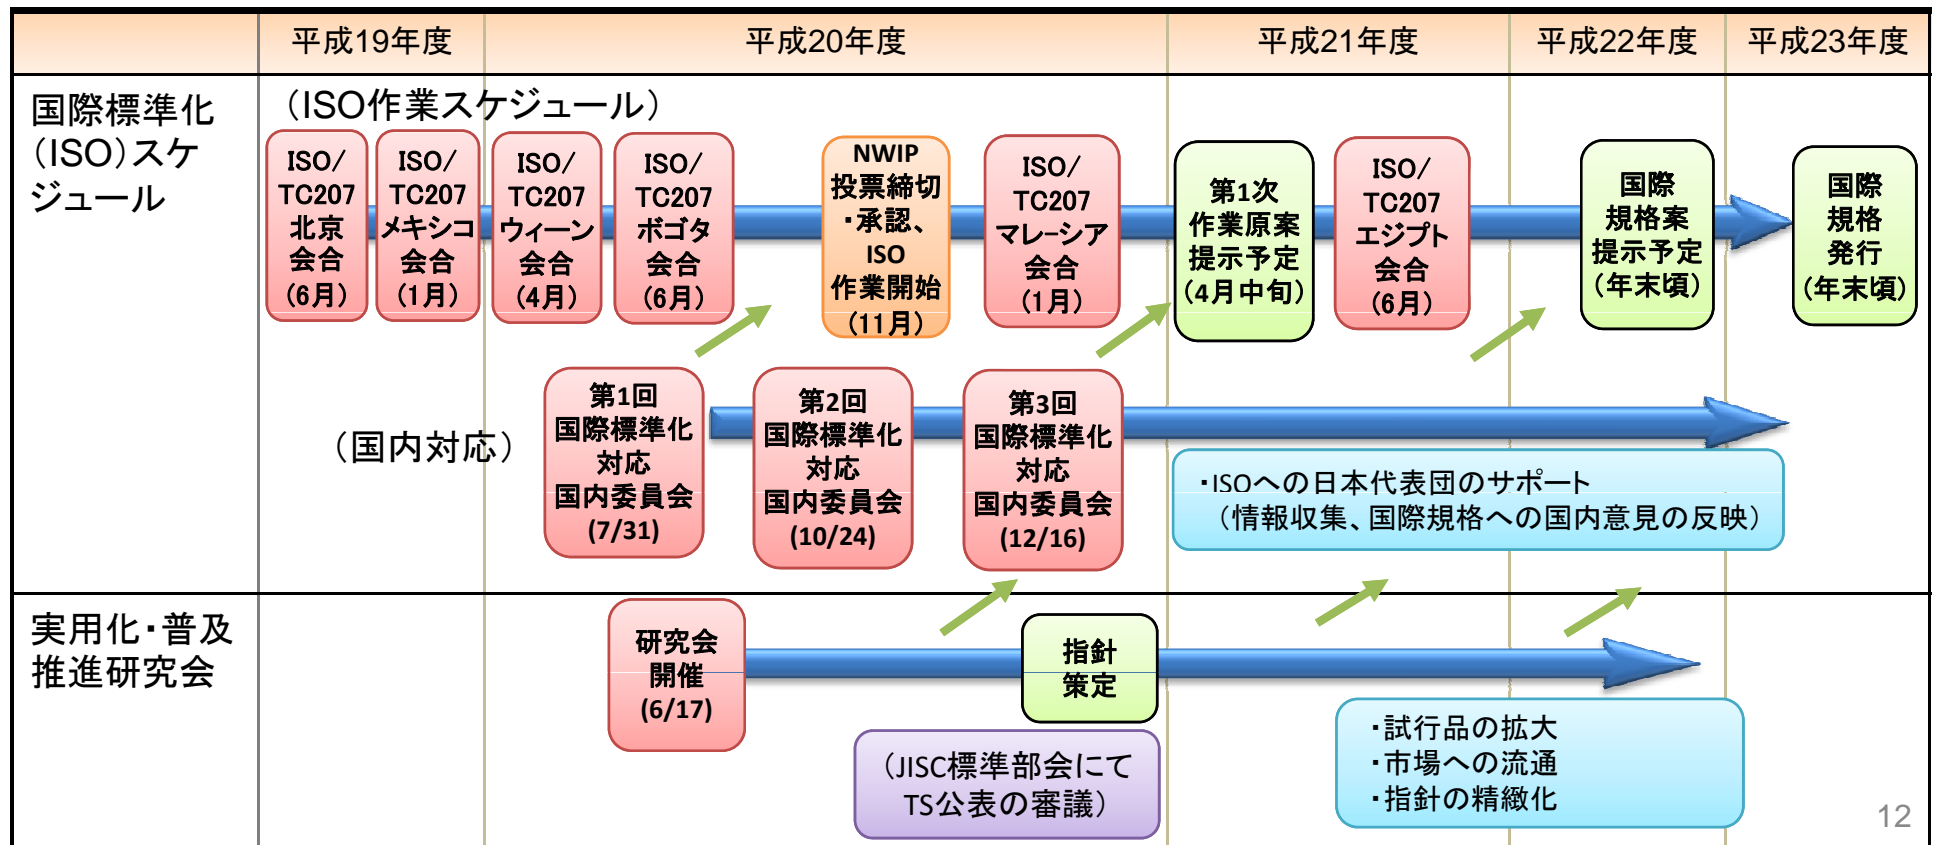 平成19年度
平成20年度
平成21年度
平成22年度
平成23年度
国際標準化
（ISO）スケ
ジュール
（ISO作業スケジュール）
ISO/
TC207
北京
会合
(6月)
ISO/
TC207
メキシコ
会合
(1月)
ISO/
TC207
ウィーン
会合
(4月)
ISO/
TC207
ボゴタ
会合
(6月)
NWIP
投票締切
・承認、
ISO
作業開始
(11月)
ISO/
TC207
マレーシア
会合
(1月)
第1次
作業原案
提示予定
(4月中旬)
ISO/
TC207
エジプト
会合
(6月)
国際
規格案
提示予定
(年末頃)
国際
規格
発行
(年末頃)
（国内対応）
第1回
国際標準化
対応
国内委員会
(7/31)
第2回
国際標準化
対応
国内委員会
(10/24)
第3回
国際標準化
対応
国内委員会
(12/16)
・ISOへの日本代表団のサポート
（情報収集、国際規格への国内意見の反映）
実用化・普及
推進研究会
研究会
開催
(6/17)
指針
策定
（JISC標準部会にて
TS公表の審議）
・試行品の拡大
・市場への流通
・指針の精緻化
12